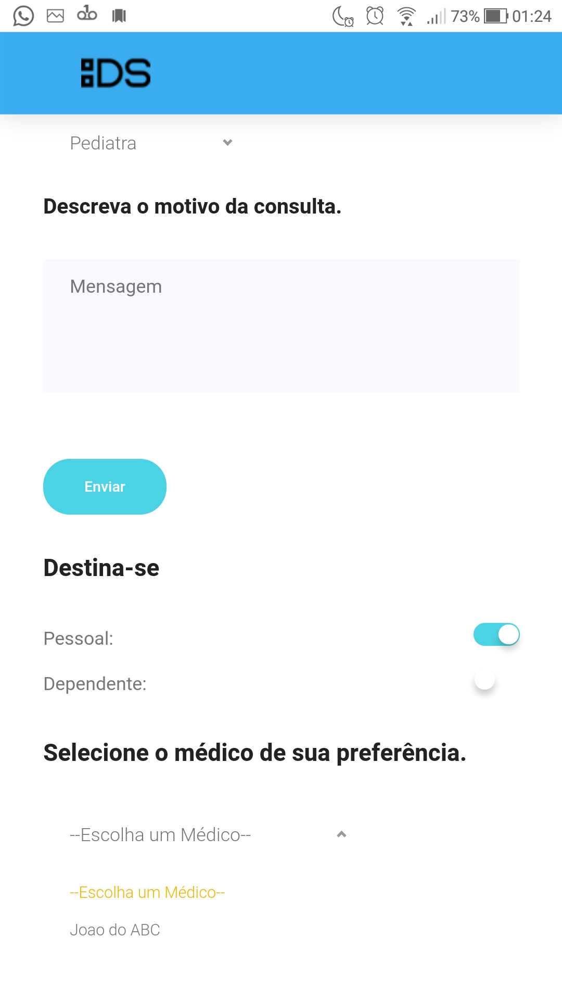 73% 01:24
DS
Pediatra
Descreva o motivo da consulta.
Mensagem
Enviar
Destina-se
Pessoal:
Dependente:
Selecione o médico de sua preferência.
--Escolha um Médico--
--Escolha um Médico--
Joao do ABC